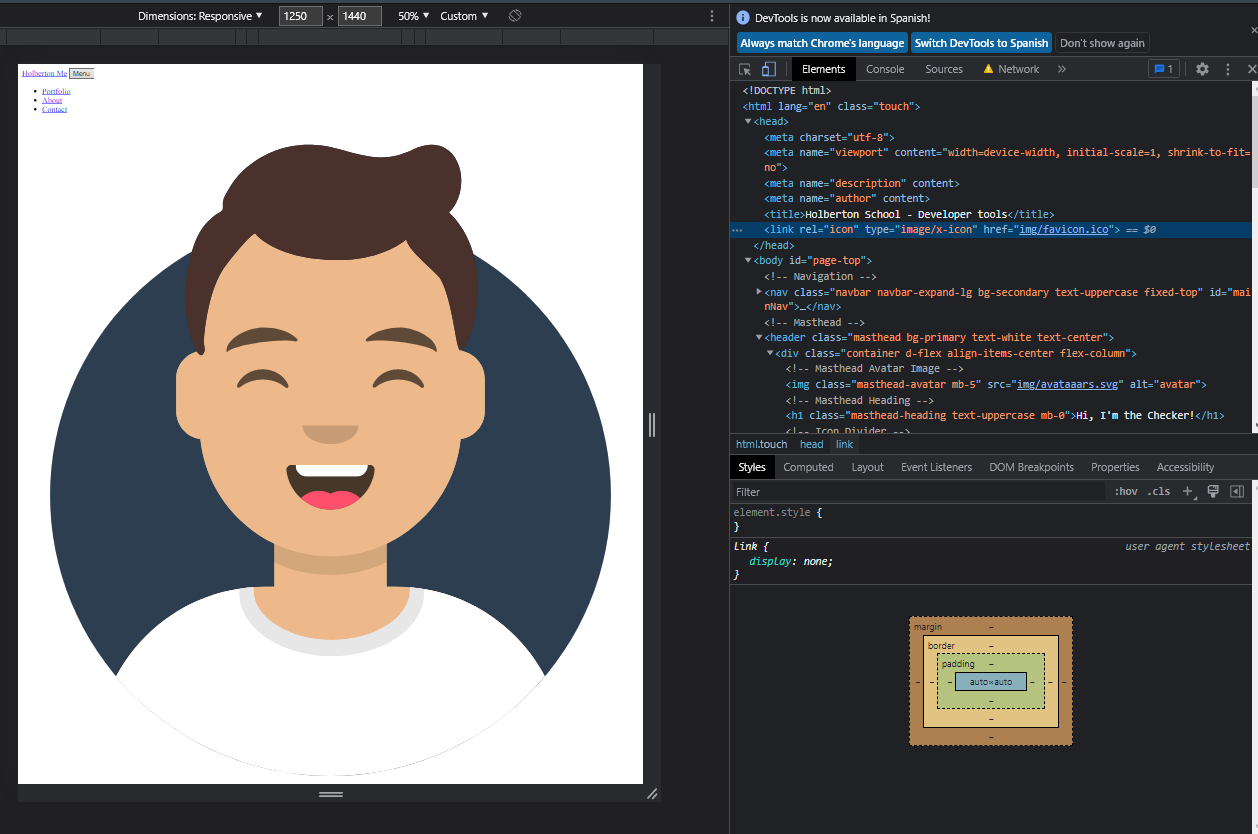 Dimensions: Responsive ▼ 1250 × 1440 50% ▼ Custom ▼
Holberton Me Menu
Portfolio
About
Contact
DevTools is now available in Spanish!
Always match Chrome's language Switch DevTools to Spanish Don't show again
Elements Console Sources Network » 1
<!DOCTYPE html>
<html lang="en" class="touch">
<head>
<meta charset="utf-8">
<meta name="viewport" content="width=device-width, initial-scale=1, shrink-to-fit=
no">
<meta name="description" content>
<meta name="author" content>
<title>Holberton School - Developer tools</title>
<link rel="icon" type="image/x-icon" href="img/favicon.ico"> == $0
</head>
<body id="page-top">
<!-- Navigation -->
<nav class="navbar navbar-expand-lg bg-secondary text-uppercase fixed-top" id="mai
nNav">…</nav>
<!-- Masthead -->
<header class="masthead bg-primary text-white text-center">
<div class="container d-flex align-items-center flex-column">
<!-- Masthead Avatar Image -->
<img class="masthead-avatar mb-5" src="img/avataaars.svg" alt="avatar">
<!-- Masthead Heading -->
<h1 class="masthead-heading text-uppercase mb-0">Hi, I'm the Checker!</h1>
<!-- Icon Divider -->
html.touch head link
Styles Computed Layout Event Listeners DOM Breakpoints Properties Accessibility
Filter :hov .cls +
element.style {
}
link { user agent stylesheet
display: none;
}
margin –
border –
padding –
– – – auto×auto – – –
–
–
–